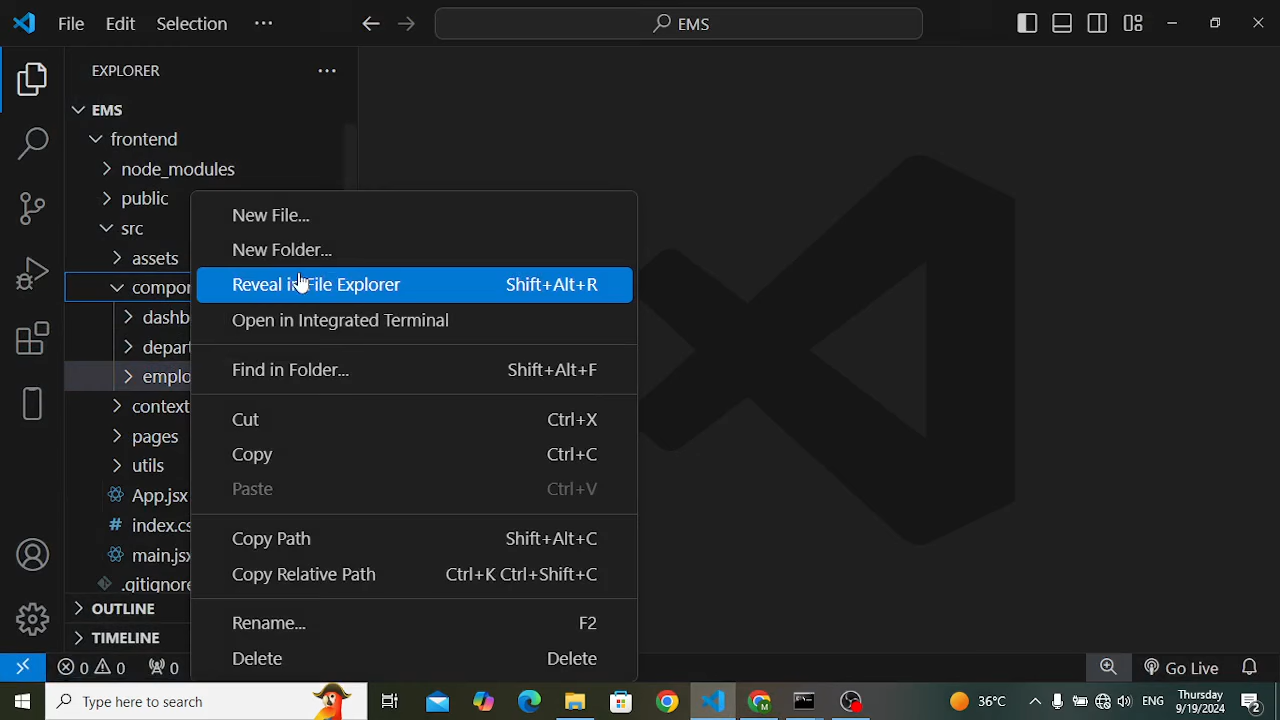 File Edit Selection ··· EMS
EXPLORER ···
EMS
frontend
node_modules
public
src
assets
compon
dashb
depart
emplo
context
pages
utils
App.jsx
# index.cs
main.jsx
.gitignore
OUTLINE
TIMELINE
New File...
New Folder...
Reveal in File Explorer Shift+Alt+R
Open in Integrated Terminal
Find in Folder... Shift+Alt+F
Cut Ctrl+X
Copy Ctrl+C
Paste Ctrl+V
Copy Path Shift+Alt+C
Copy Relative Path Ctrl+K Ctrl+Shift+C
Rename... F2
Delete Delete
0 0 0 Go Live
Type here to search 36°C ENG Thursday
9/19/2024 2